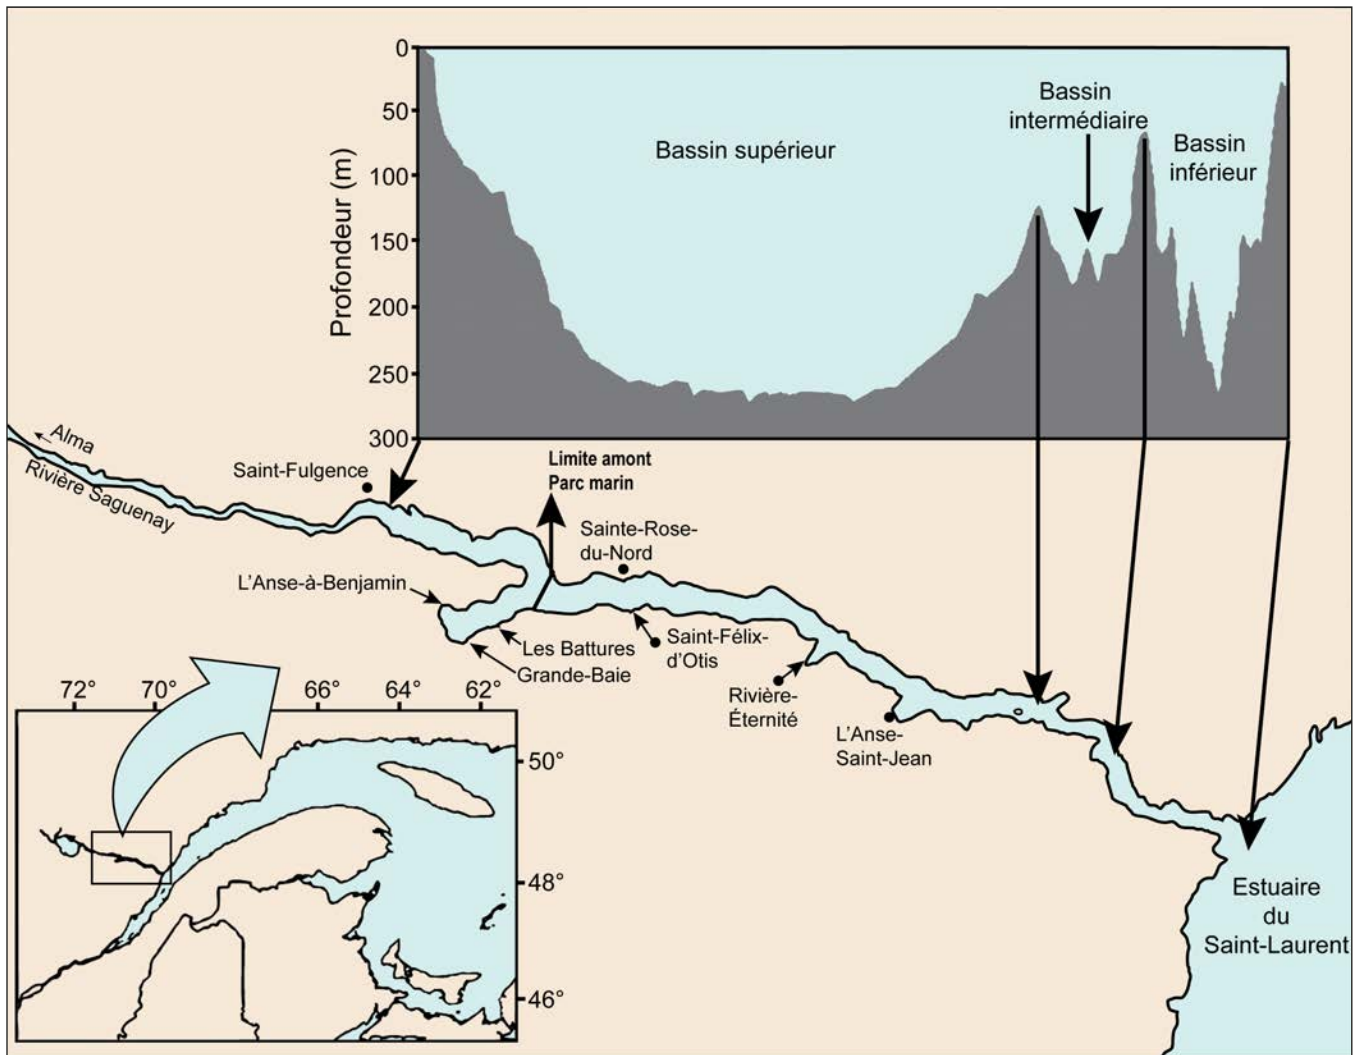 0
50
100
150
200
250
300
Profondeur (m)
Bassin supérieur
Bassin
intermédiaire
Bassin
inférieur
Alma
Rivière Saguenay
Saint-Fulgence
Limite amont
Parc marin
Sainte-Rose-
du-Nord
L'Anse-à-Benjamin
Les Battures
Grande-Baie
Saint-Félix-
d'Otis
Rivière-
Éternité
L'Anse-
Saint-Jean
Estuaire
du
Saint-Laurent
72° 70° 66° 64° 62°
50°
48°
46°